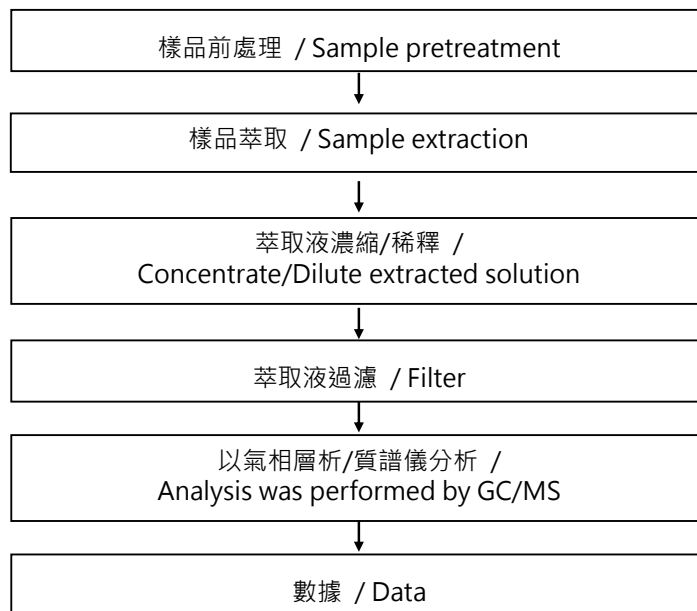 樣品前處理 / Sample pretreatment
樣品萃取 / Sample extraction
萃取液濃縮/稀釋 /
Concentrate/Dilute extracted solution
萃取液過濾 / Filter
以氣相層析/質譜儀分析 /
Analysis was performed by GC/MS
數據 / Data